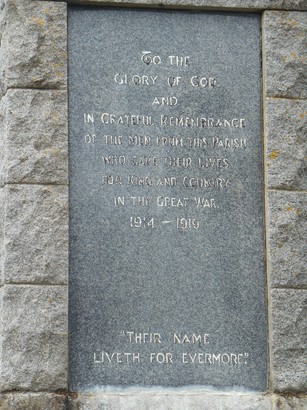 To the
Glory of God
and
in Grateful Remembrance
of the men from this Parish
who gave their lives
for King and Country
in the Great War.
1914 – 1919
"Their name
liveth for evermore."